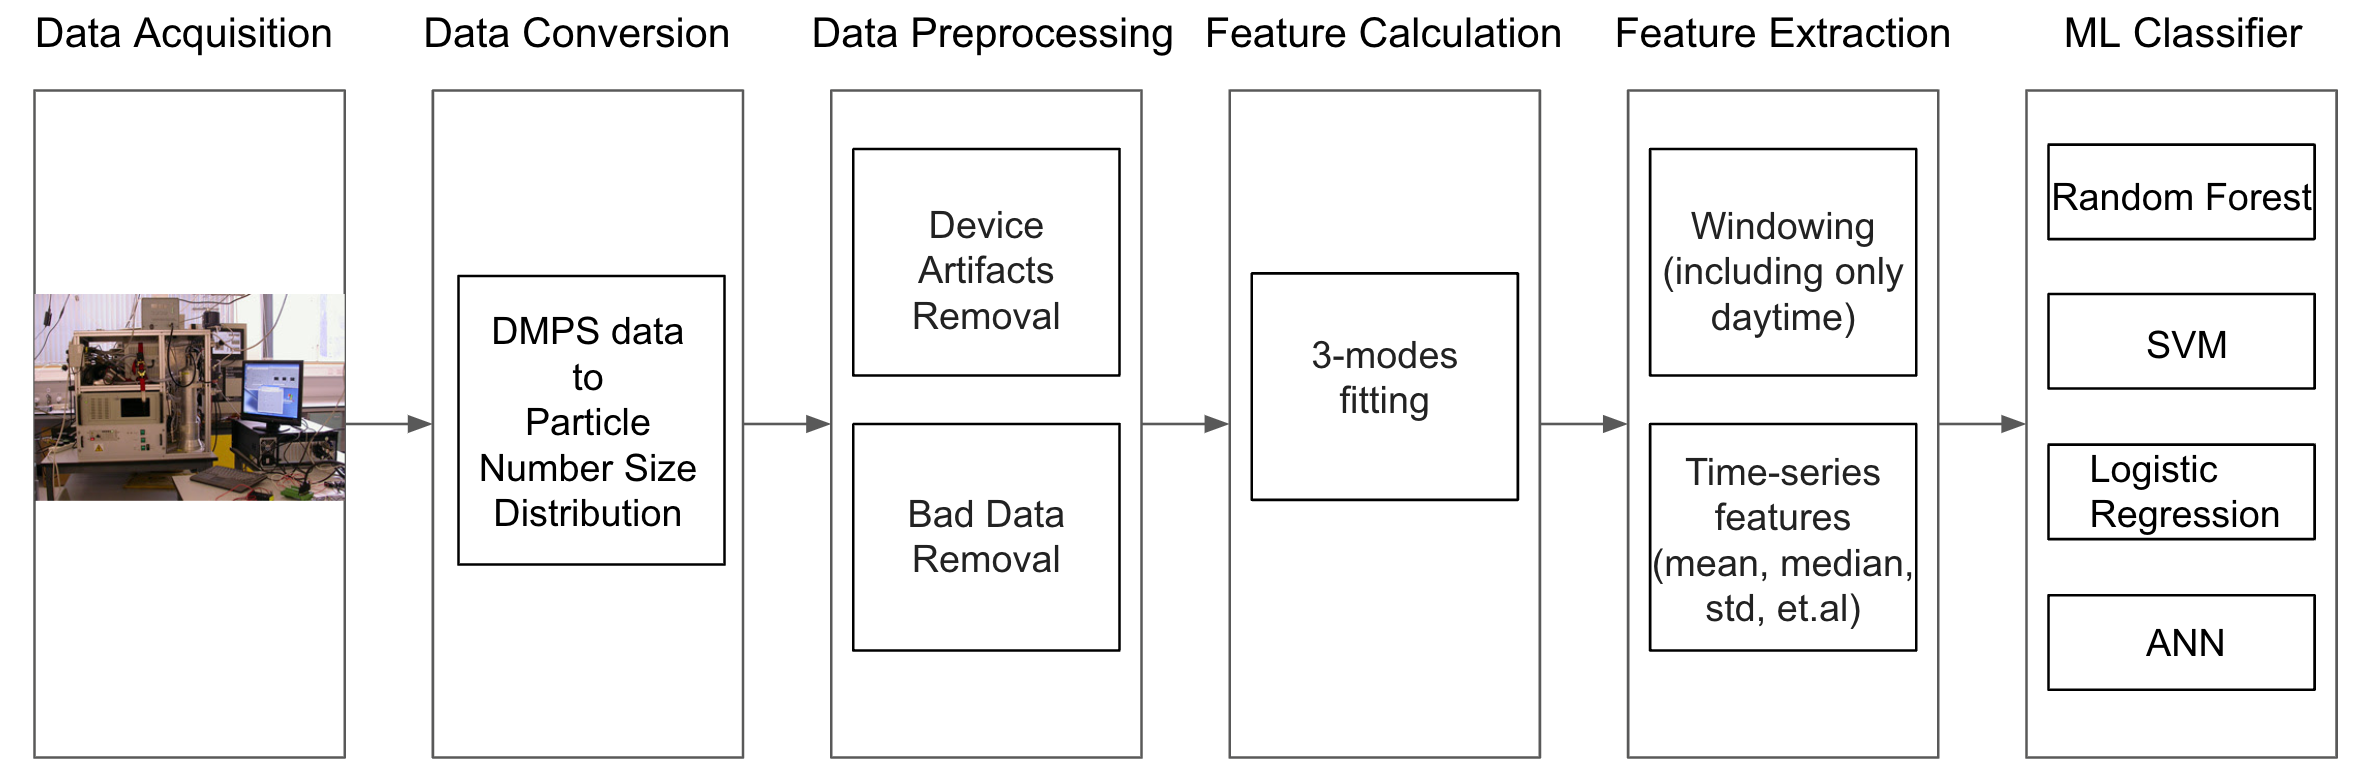 Data Acquisition
Data Conversion
Data Preprocessing
Feature Calculation
Feature Extraction
ML Classifier
DMPS data
to
Particle
Number Size
Distribution
Device
Artifacts
Removal
Bad Data
Removal
3-modes
fitting
Windowing
(including only
daytime)
Time-series
features
(mean, median,
std, et.al)
Random Forest
SVM
Logistic
Regression
ANN